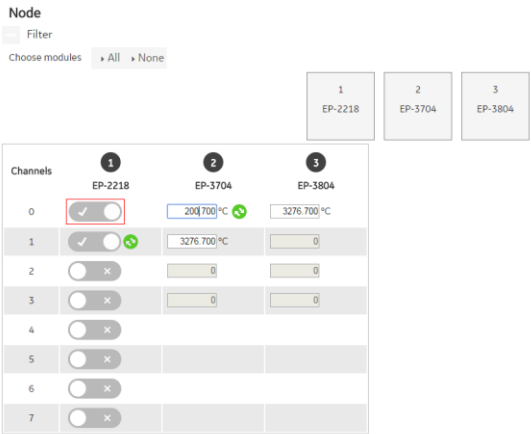 Node
Filter
Choose modules All None
1 2 3
EP-2218 EP-3704 EP-3804
Channels 1 2 3
EP-2218 EP-3704 EP-3804
0 200,700 °C 3276.700 °C
1 3276.700 °C 0
2 0 0
3 0 0
4
5
6
7